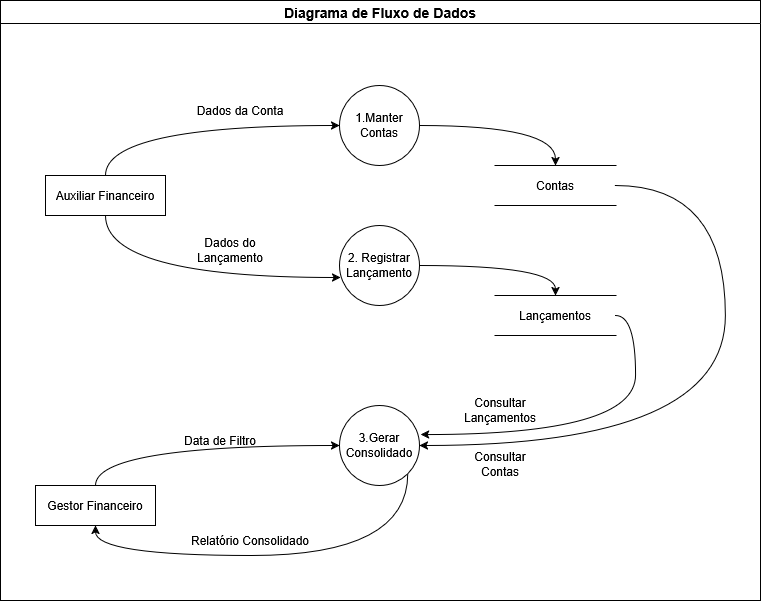 Diagrama de Fluxo de Dados
Dados da Conta
1.Manter
Contas
Contas
Auxiliar Financeiro
Dados do
Lançamento
2. Registrar
Lançamento
Lançamentos
Consultar
Lançamentos
Data de Filtro
3.Gerar
Consolidado
Consultar
Contas
Gestor Financeiro
Relatório Consolidado